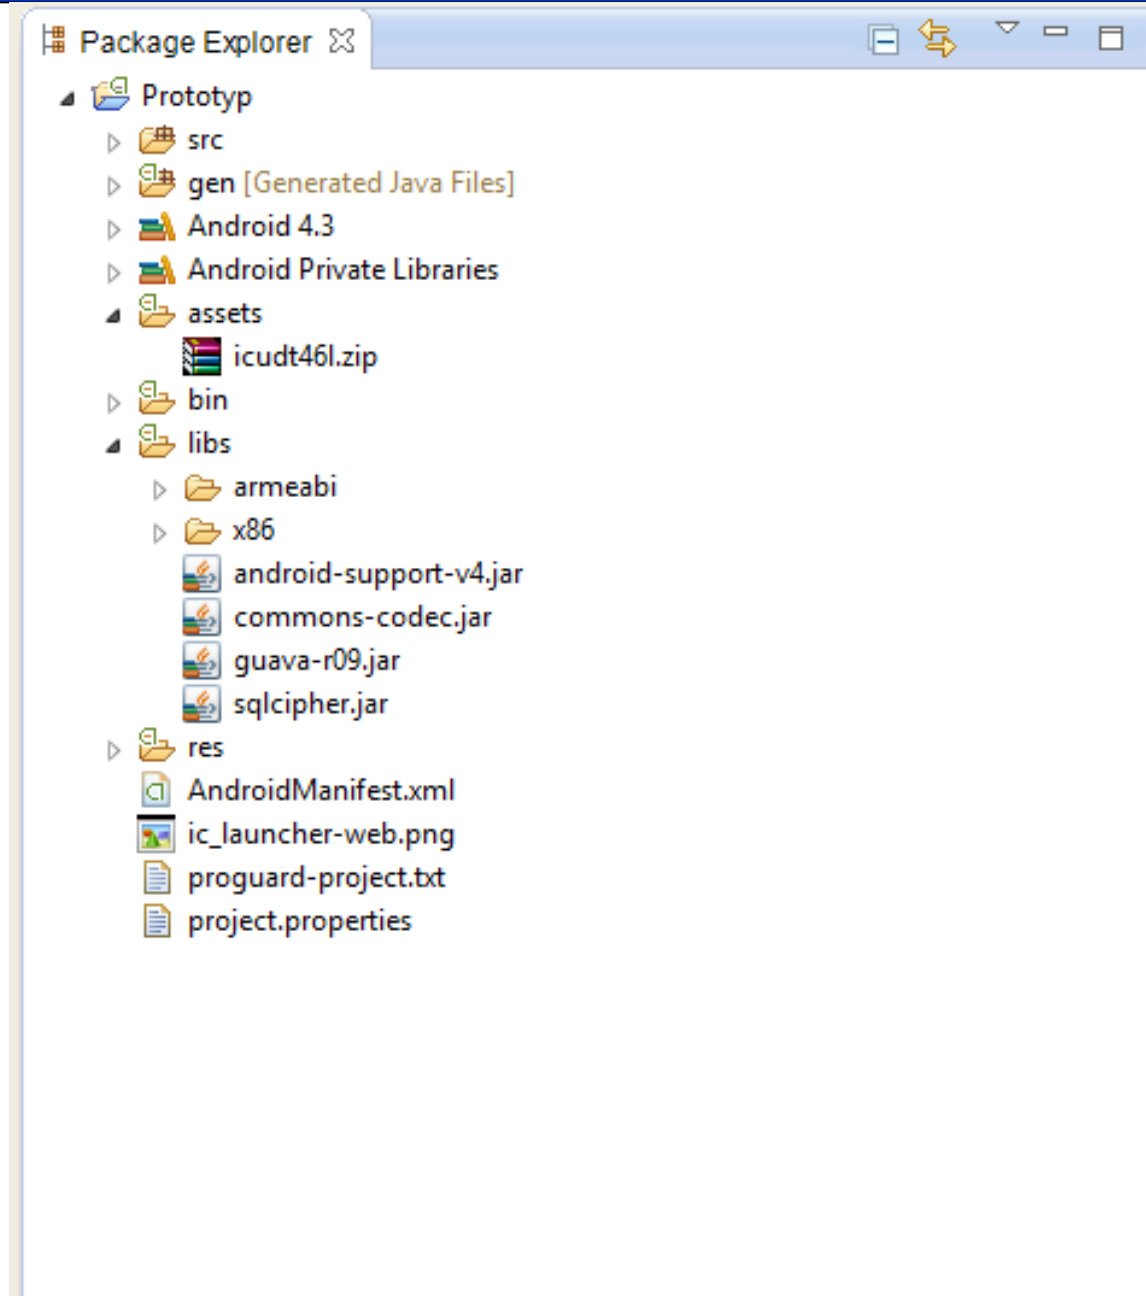 Package Explorer
Prototyp
src
gen [Generated Java Files]
Android 4.3
Android Private Libraries
assets
icudt46l.zip
bin
libs
armeabi
x86
android-support-v4.jar
commons-codec.jar
guava-r09.jar
sqlcipher.jar
res
AndroidManifest.xml
ic_launcher-web.png
proguard-project.txt
project.properties